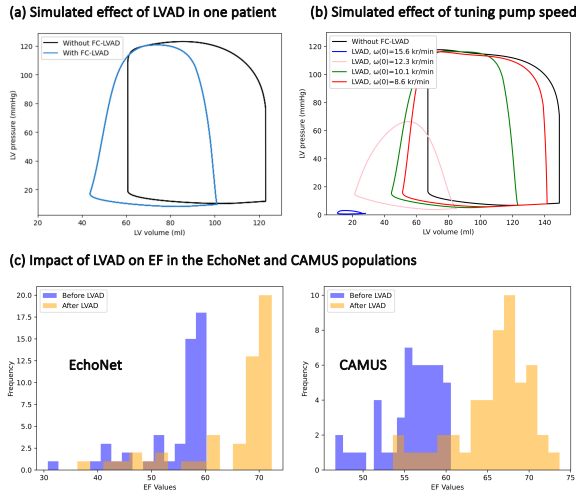 (a) Simulated effect of LVAD in one patient
Without FC-LVAD
With FC-LVAD
LV pressure (mmHg)
120
100
80
60
40
20
20
40
60
80
100
120
LV volume (ml)
(b) Simulated effect of tuning pump speed
Without FC-LVAD
LVAD, ω(0)=15.6 kr/min
LVAD, ω(0)=12.3 kr/min
LVAD, ω(0)=10.1 kr/min
LVAD, ω(0)=8.6 kr/min
LV pressure (mmHg)
120
100
80
60
40
20
0
20
40
60
80
100
120
140
LV volume (ml)
(c) Impact of LVAD on EF in the EchoNet and CAMUS populations
Before LVAD
After LVAD
EchoNet
Frequency
20.0
17.5
15.0
12.5
10.0
7.5
5.0
2.5
0.0
30
40
50
60
70
EF Values
Before LVAD
After LVAD
CAMUS
Frequency
10
8
6
4
2
0
50
55
60
65
70
75
EF Values